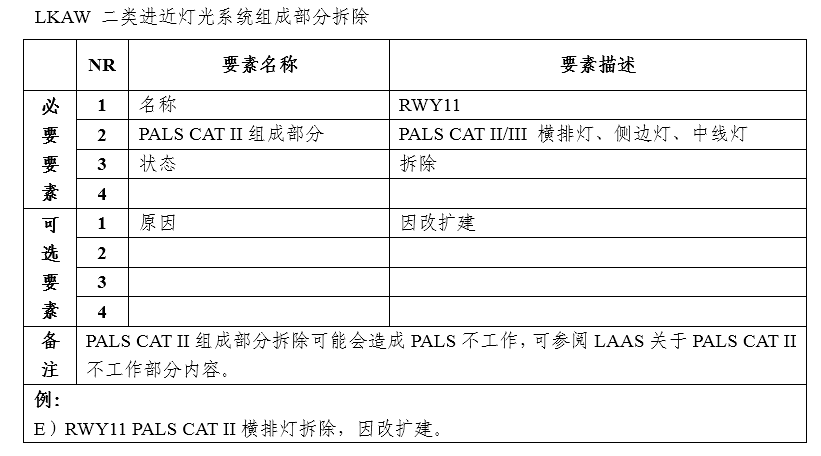 LKAW 二类进近灯光系统组成部分拆除
NR 要素名称 要素描述
必要要素
1 名称 RWY11
2 PALS CAT II 组成部分 PALS CAT II/III 横排灯、侧边灯、中线灯
3 状态 拆除
4
可选要素
1 原因 因改扩建
2
3
4
备注
PALS CAT II 组成部分拆除可能会造成 PALS 不工作，可参阅 LAAS 关于 PALS CAT II
不工作部分内容。
例：
E）RWY11 PALS CAT II 横排灯拆除，因改扩建。